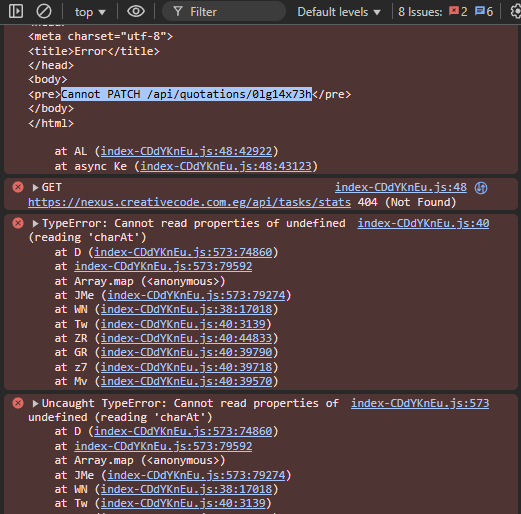 top
Filter
Default levels
8 Issues: 2 6
<meta charset="utf-8">
<title>Error</title>
</head>
<body>
<pre>Cannot PATCH /api/quotations/01g14x73h</pre>
</body>
</html>
at AL (index-CDdYKnEu.js:48:42922)
at async Ke (index-CDdYKnEu.js:48:43123)
GET index-CDdYKnEu.js:48
https://nexus.creativecode.com.eg/api/tasks/stats 404 (Not Found)
TypeError: Cannot read properties of undefined index-CDdYKnEu.js:40
(reading 'charAt')
at D (index-CDdYKnEu.js:573:74860)
at index-CDdYKnEu.js:573:79592
at Array.map (<anonymous>)
at JMe (index-CDdYKnEu.js:573:79274)
at WN (index-CDdYKnEu.js:38:17018)
at Tw (index-CDdYKnEu.js:40:3139)
at ZR (index-CDdYKnEu.js:40:44833)
at GR (index-CDdYKnEu.js:40:39790)
at z7 (index-CDdYKnEu.js:40:39718)
at Mv (index-CDdYKnEu.js:40:39570)
Uncaught TypeError: Cannot read properties of index-CDdYKnEu.js:573
undefined (reading 'charAt')
at D (index-CDdYKnEu.js:573:74860)
at index-CDdYKnEu.js:573:79592
at Array.map (<anonymous>)
at JMe (index-CDdYKnEu.js:573:79274)
at WN (index-CDdYKnEu.js:38:17018)
at Tw (index-CDdYKnEu.js:40:3139)